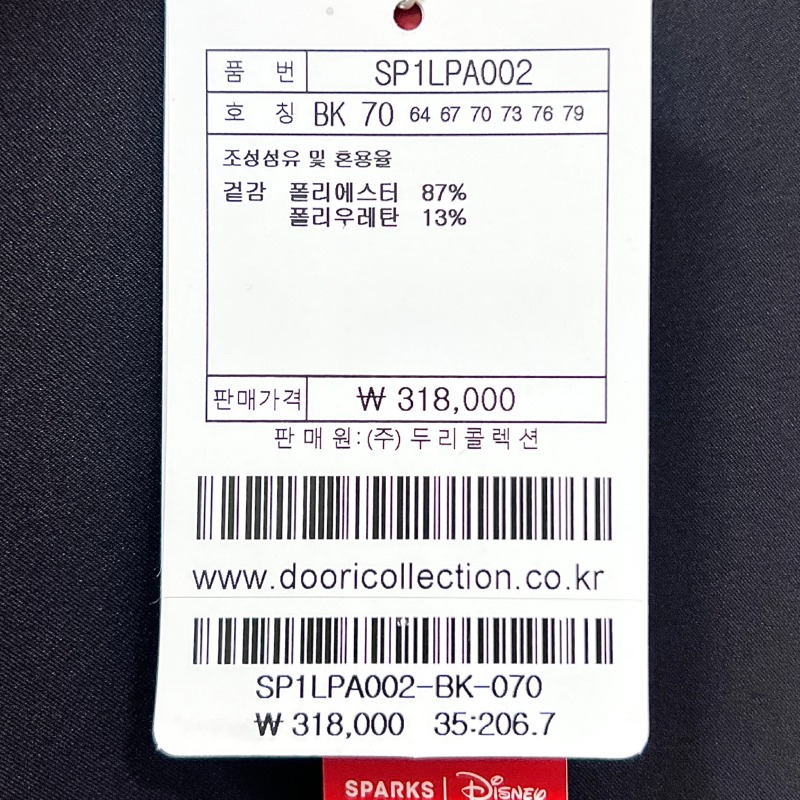 품 번 SP1LPA002
호 칭 BK 70 64 67 70 73 76 79
조성섬유 및 혼용율
겉감 폴리에스터 87%
폴리우레탄 13%
판매가격 ₩ 318,000
판 매 원:(주) 두 리 콜 렉 션
www.dooricollection.co.kr
SP1LPA002-BK-070
₩ 318,000 35:206.7
SPARKS | Disney